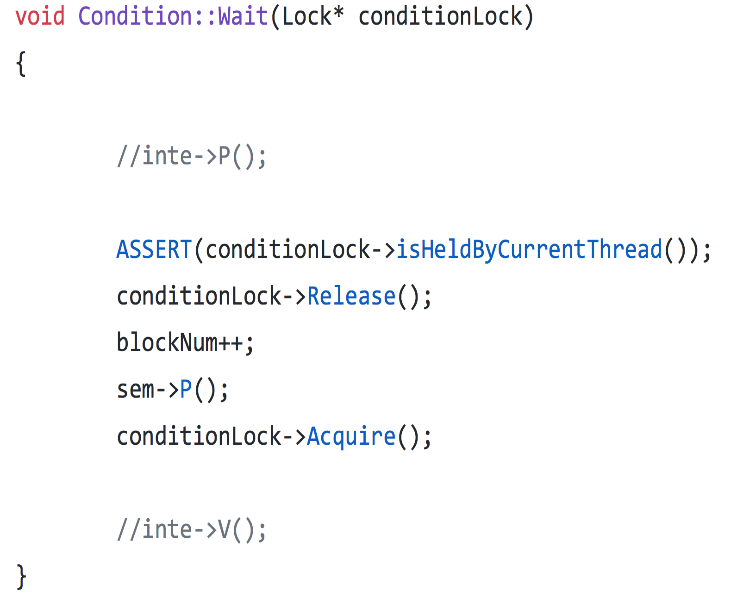 void Condition::Wait(Lock* conditionLock)
{
//inte->P();
ASSERT(conditionLock->isHeldByCurrentThread());
conditionLock->Release();
blockNum++;
sem->P();
conditionLock->Acquire();
//inte->V();
}